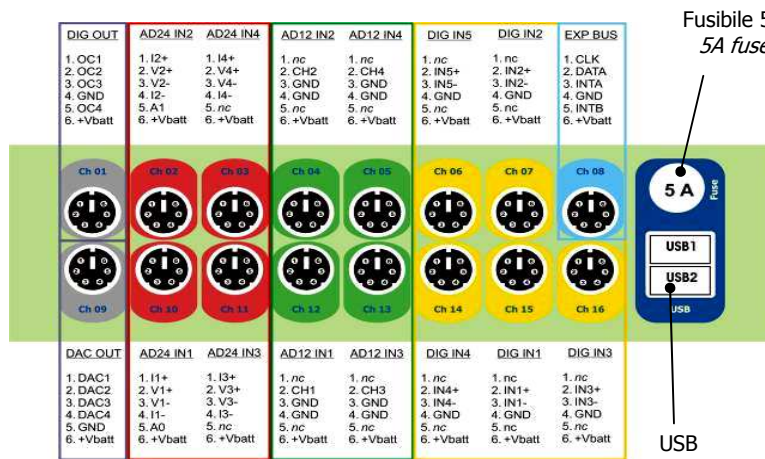 Fusibile 5
5A fuse
DIG OUT
1. OC1
2. OC2
3. OC3
4. GND
5. OC4
6. +Vbatt
AD24 IN2
1. I2+
2. V2+
3. V2-
4. I2-
5. A1
6. +Vbatt
AD24 IN4
1. I4+
2. V4+
3. V4-
4. I4-
5. nc
6. +Vbatt
AD12 IN2
1. nc
2. CH2
3. GND
4. GND
5. nc
6. +Vbatt
AD12 IN4
1. nc
2. CH4
3. GND
4. GND
5. nc
6. +Vbatt
DIG IN5
1. nc
2. IN5+
3. IN5-
4. GND
5. nc
6. +Vbatt
DIG IN2
1. nc
2. IN2+
3. IN2-
4. GND
5. nc
6. +Vbatt
EXP BUS
1. CLK
2. DATA
3. INTA
4. GND
5. INTB
6. +Vbatt
Ch 01
Ch 02
Ch 03
Ch 04
Ch 05
Ch 06
Ch 07
Ch 08
5 A
Fuse
USB1
USB2
USB
Ch 09
Ch 10
Ch 11
Ch 12
Ch 13
Ch 14
Ch 15
Ch 16
DAC OUT
1. DAC1
2. DAC2
3. DAC3
4. DAC4
5. GND
6. +Vbatt
AD24 IN1
1. I1+
2. V1+
3. V1-
4. I1-
5. A0
6. +Vbatt
AD24 IN3
1. I3+
2. V3+
3. V3-
4. I3-
5. nc
6. +Vbatt
AD12 IN1
1. nc
2. CH1
3. GND
4. GND
5. nc
6. +Vbatt
AD12 IN3
1. nc
2. CH3
3. GND
4. GND
5. nc
6. +Vbatt
DIG IN4
1. nc
2. IN4+
3. IN4-
4. GND
5. nc
6. +Vbatt
DIG IN1
1. nc
2. IN1+
3. IN1-
4. GND
5. nc
6. +Vbatt
DIG IN3
1. nc
2. IN3+
3. IN3-
4. GND
5. nc
6. +Vbatt
USB